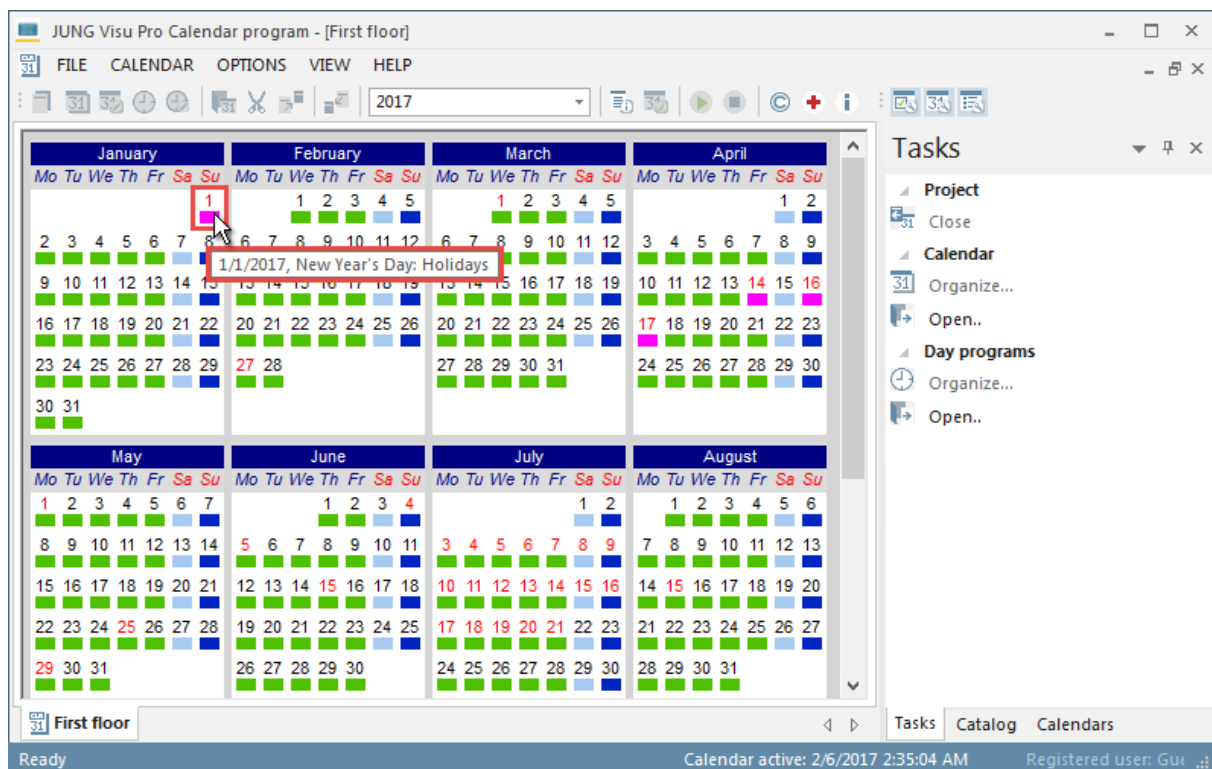 JUNG Visu Pro Calendar program - [First floor]
FILE CALENDAR OPTIONS VIEW HELP
2017
January February March April
Mo Tu We Th Fr Sa Su Mo Tu We Th Fr Sa Su Mo Tu We Th Fr Sa Su Mo Tu We Th Fr Sa Su
1 1 2 3 4 5 1 2 3 4 5 1 2
2 3 4 5 6 7 8 6 7 8 9 10 11 12 6 7 8 9 10 11 12 3 4 5 6 7 8 9
1/1/2017, New Year's Day: Holidays
9 10 11 12 13 14 15 13 14 15 16 17 18 19 13 14 15 16 17 18 19 10 11 12 13 14 15 16
16 17 18 19 20 21 22 20 21 22 23 24 25 26 20 21 22 23 24 25 26 17 18 19 20 21 22 23
23 24 25 26 27 28 29 27 28 27 28 29 30 31 24 25 26 27 28 29 30
30 31
May June July August
Mo Tu We Th Fr Sa Su Mo Tu We Th Fr Sa Su Mo Tu We Th Fr Sa Su Mo Tu We Th Fr Sa Su
1 2 3 4 5 6 7 1 2 3 4 1 2 1 2 3 4 5 6
8 9 10 11 12 13 14 5 6 7 8 9 10 11 3 4 5 6 7 8 9 7 8 9 10 11 12 13
15 16 17 18 19 20 21 12 13 14 15 16 17 18 10 11 12 13 14 15 16 14 15 16 17 18 19 20
22 23 24 25 26 27 28 19 20 21 22 23 24 25 17 18 19 20 21 22 23 21 22 23 24 25 26 27
29 30 31 26 27 28 29 30 24 25 26 27 28 29 30 28 29 30 31
First floor
Tasks
Project
Close
Calendar
Organize...
Open..
Day programs
Organize...
Open..
Tasks Catalog Calendars
Ready
Calendar active: 2/6/2017 2:35:04 AM
Registered user: Gue